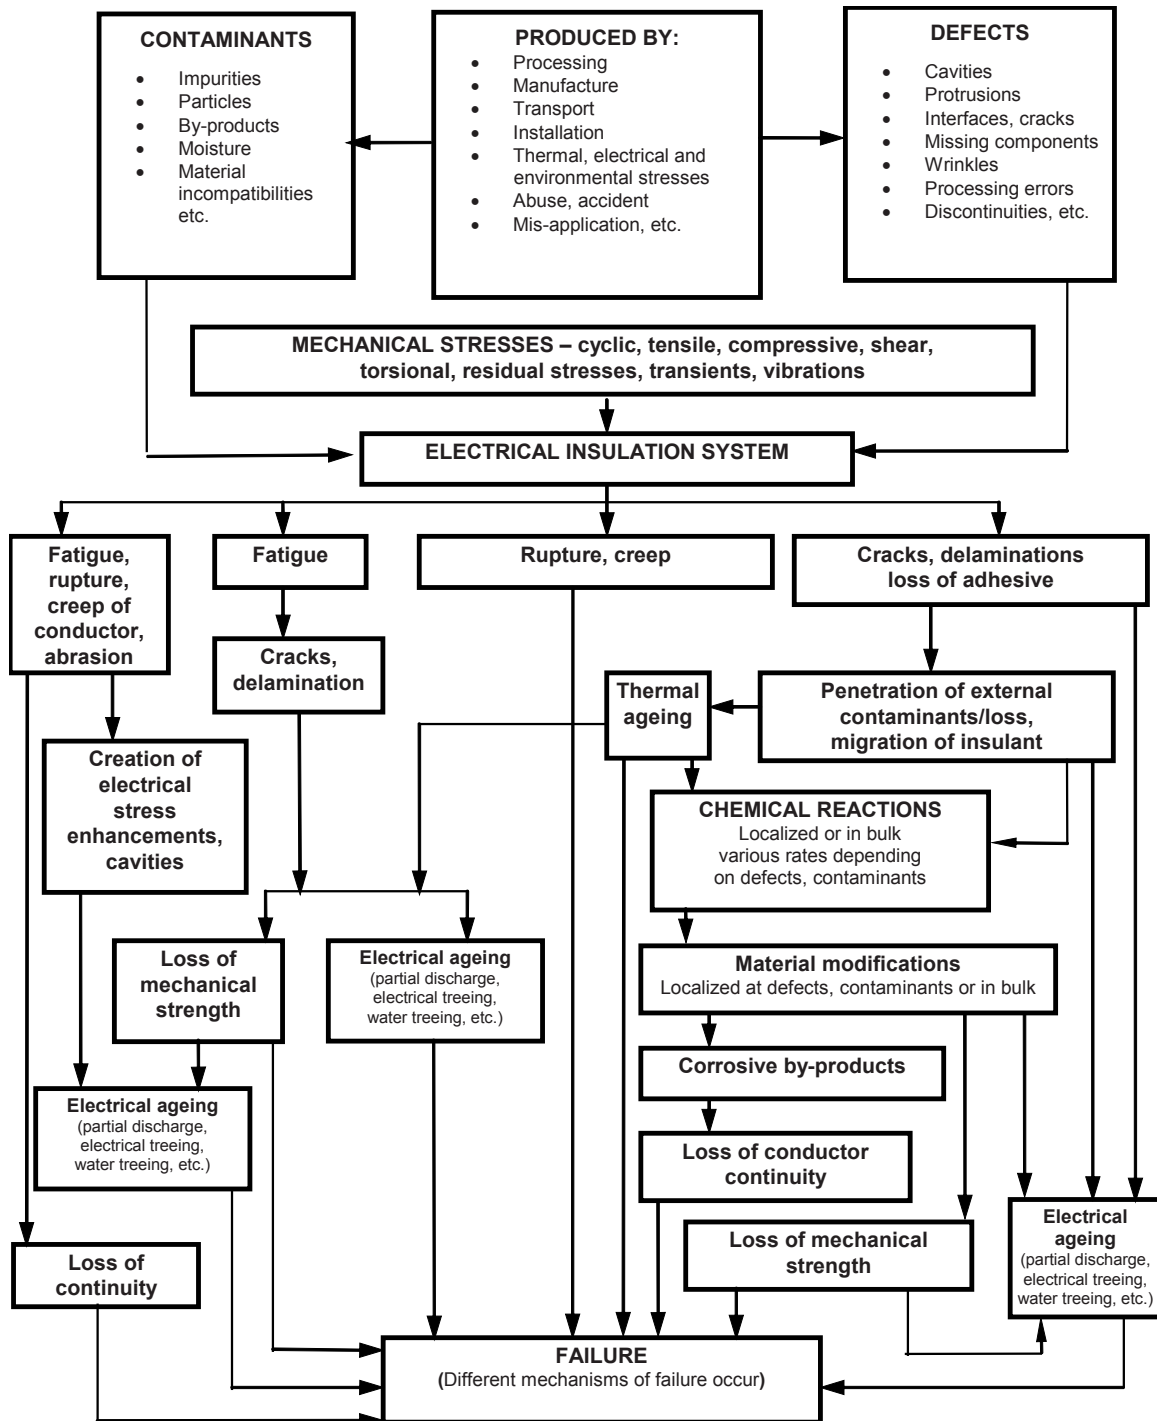 CONTAMINANTS
• Impurities
• Particles
• By-products
• Moisture
• Material
incompatibilities
etc.
PRODUCED BY:
• Processing
• Manufacture
• Transport
• Installation
• Thermal, electrical and
environmental stresses
• Abuse, accident
• Mis-application, etc.
DEFECTS
• Cavities
• Protrusions
• Interfaces, cracks
• Missing components
• Wrinkles
• Processing errors
• Discontinuities, etc.
MECHANICAL STRESSES – cyclic, tensile, compressive, shear,
torsional, residual stresses, transients, vibrations
ELECTRICAL INSULATION SYSTEM
Fatigue,
rupture,
creep of
conductor,
abrasion
Fatigue
Rupture, creep
Cracks, delaminations
loss of adhesive
Cracks,
delamination
Thermal
ageing
Penetration of external
contaminants/loss,
migration of insulant
Creation of
electrical
stress
enhancements,
cavities
CHEMICAL REACTIONS
Localized or in bulk
various rates depending
on defects, contaminants
Loss of
mechanical
strength
Electrical ageing
(partial discharge,
electrical treeing,
water treeing, etc.)
Material modifications
Localized at defects, contaminants or in bulk
Corrosive by-products
Electrical ageing
(partial discharge,
electrical treeing,
water treeing, etc.)
Loss of conductor
continuity
Loss of
continuity
Loss of mechanical
strength
Electrical
ageing
(partial discharge,
electrical treeing,
water treeing, etc.)
FAILURE
(Different mechanisms of failure occur)